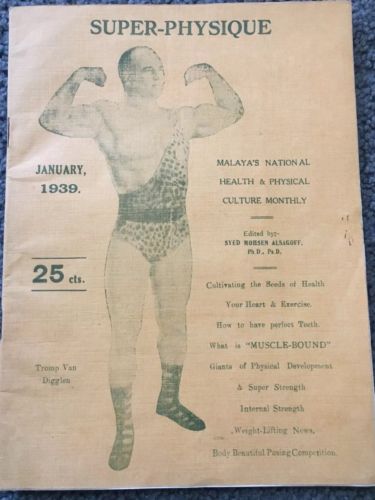 SUPER-PHYSIQUE
JANUARY,
1939.
MALAYA'S NATIONAL
HEALTH & PHYSICAL
CULTURE MONTHLY
Edited by:-
SYED MOHSEN ALSAGOFF,
Ph.D., Ps.D.
25 cts.
Cultivating the Seeds of Health
Your Heart & Exercise.
How to have perfect Teeth.
What is "MUSCLE-BOUND"
Giants of Physical Development
& Super Strength
Internal Strength
Weight-Lifting News,
Body Beautiful Posing Competition.
Tromp Van
Digglen